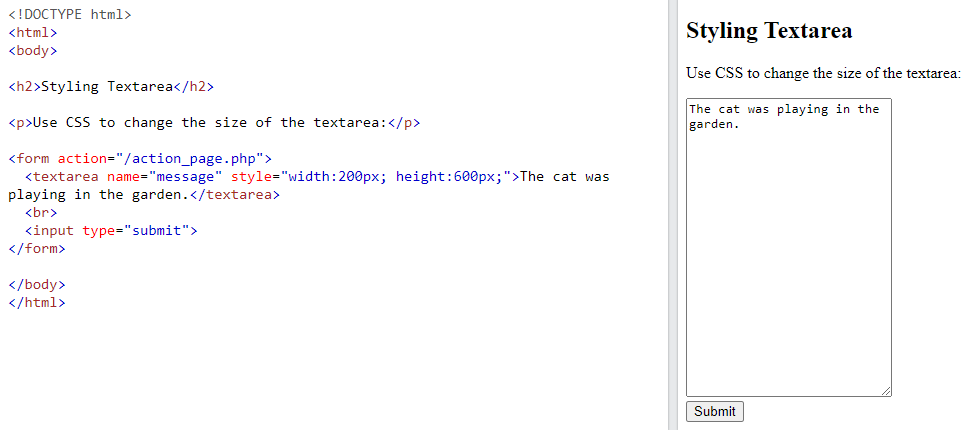 <!DOCTYPE html>
<html>
<body>
<h2>Styling Textarea</h2>
<p>Use CSS to change the size of the textarea:</p>
<form action="/action_page.php">
<textarea name="message" style="width:200px; height:600px;">The cat was
playing in the garden.</textarea>
<br>
<input type="submit">
</form>
</body>
</html>
Styling Textarea
Use CSS to change the size of the textarea:
The cat was playing in the
garden.
Submit